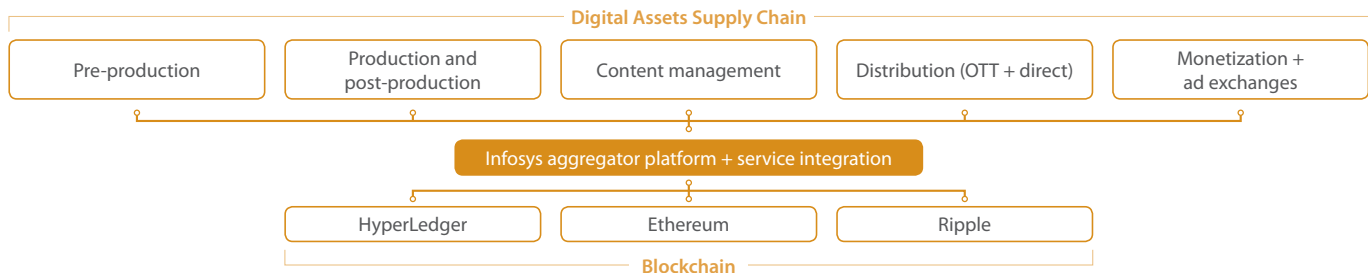 Digital Assets Supply Chain
Pre-production
Production and
post-production
Content management
Distribution (OTT + direct)
Monetization +
ad exchanges
Infosys aggregator platform + service integration
HyperLedger
Ethereum
Ripple
Blockchain